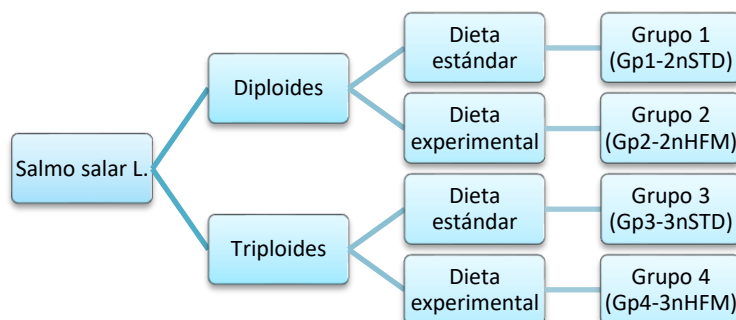 Salmo salar L.
Diploides
Dieta
estándar
Grupo 1
(Gp1-2nSTD)
Dieta
experimental
Grupo 2
(Gp2-2nHFM)
Triploides
Dieta
estándar
Grupo 3
(Gp3-3nSTD)
Dieta
experimental
Grupo 4
(Gp4-3nHFM)